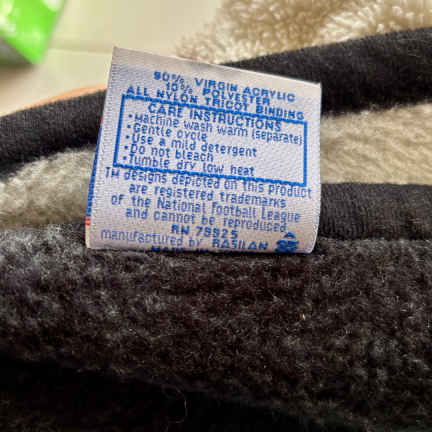 90% VIRGIN ACRYLIC
10% POLYESTER
ALL NYLON TRICOT BINDING
CARE INSTRUCTIONS
•Machine wash warm (separate)
•Gentle cycle
•Use a mild detergent
•Do not bleach
•Tumble dry low heat
TM designs depicted on this product
are registered trademarks
of the National Football League
and cannot be reproduced
RN 79925
manufactured by RASILAN